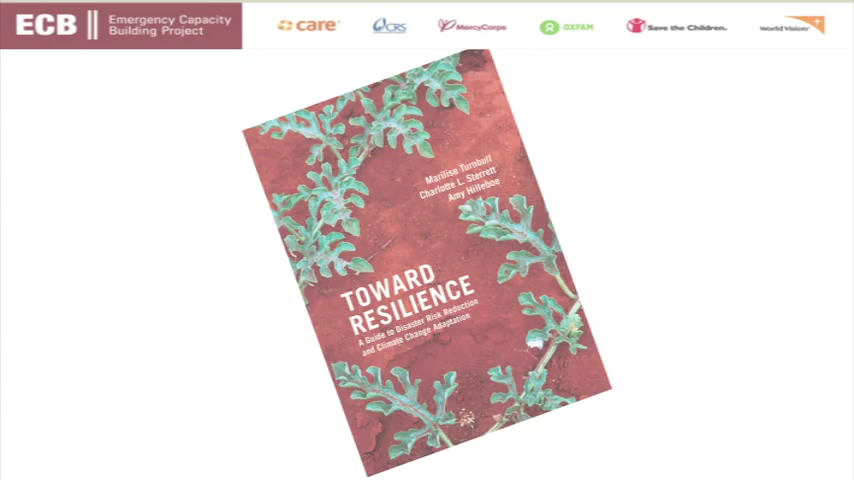 ECB
Emergency Capacity
Building Project
care
CRS
MercyCorps
OXFAM
Save the Children.
World Vision
Marilise Turnbull
Charlotte L. Sterrett
Amy Hilleboe
TOWARD
RESILIENCE
A Guide to Disaster Risk Reduction
and Climate Change Adaptation